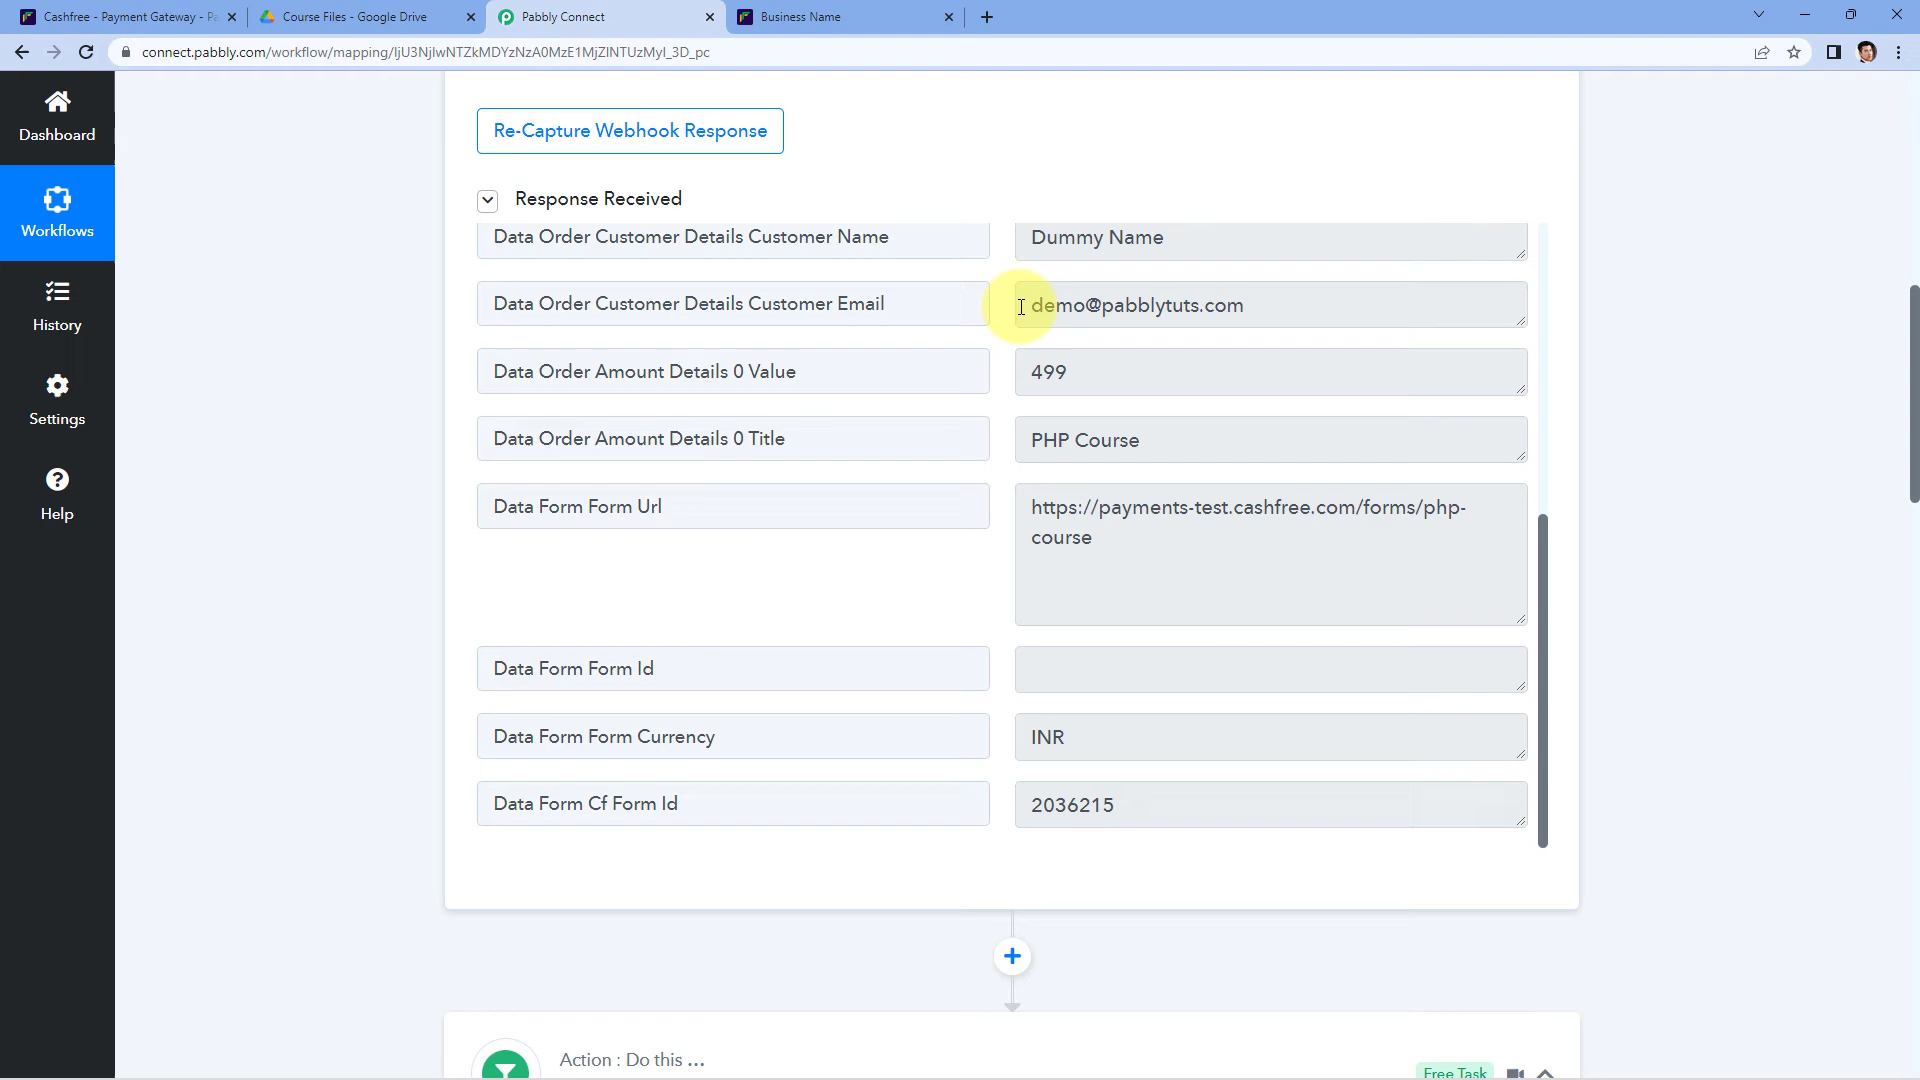 Cashfree - Payment Gateway - Pa
Course Files - Google Drive
Pabbly Connect
Business Name
connect.pabbly.com/workflow/mapping/IjU3NjIwNTZkMDYzNzA0MzE1MjZlNTUzMyI_3D_pc
Dashboard
Workflows
History
Settings
Help
Re-Capture Webhook Response
Response Received
Data Order Customer Details Customer Name
Dummy Name
Data Order Customer Details Customer Email
demo@pabblytuts.com
Data Order Amount Details 0 Value
499
Data Order Amount Details 0 Title
PHP Course
Data Form Form Url
https://payments-test.cashfree.com/forms/php-
course
Data Form Form Id
Data Form Form Currency
INR
Data Form Cf Form Id
2036215
Action : Do this ...
Free Task